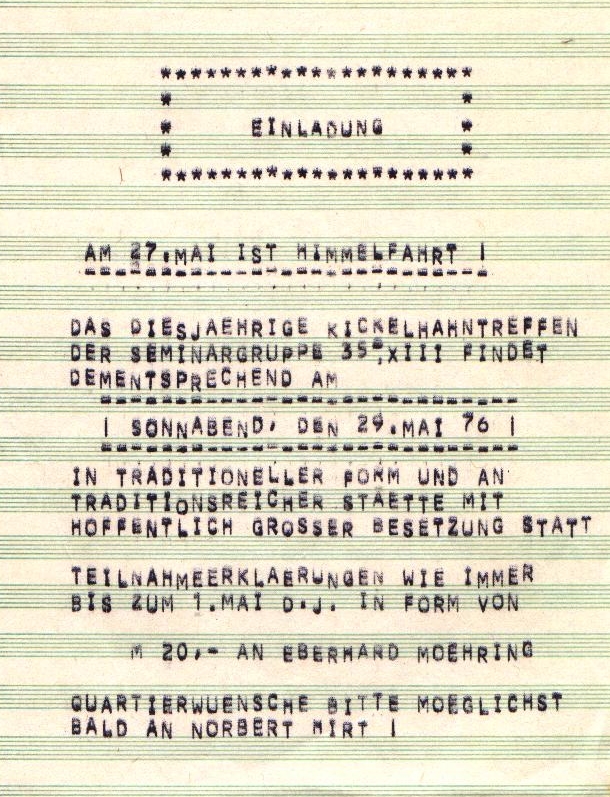 * * * * * * * * * * * * * * * * * * * * *
* *
* EINLADUNG *
* *
* * * * * * * * * * * * * * * * * * * * *
AM 27.MAI IST HIMMELFAHRT !
DAS DIESJAEHRIGE KICKELHAHNTREFFEN
DER SEMINARGRUPPE 35 XIII FINDET
DEMENTSPRECHEND AM
! SONNABEND, DEN 29.MAI 76 !
IN TRADITIONELLER FORM UND AN
TRADITIONSREICHER STAETTE MIT
HOFFENTLICH GROSSER BESETZUNG STATT
TEILNAHMEERKLAERUNGEN WIE IMMER
BIS ZUM 1.MAI D.J. IN FORM VON
M 20,- AN EBERHARD MOEHRING
QUARTIERWUENSCHE BITTE MOEGLICHST
BALD AN NORBERT HIRT !